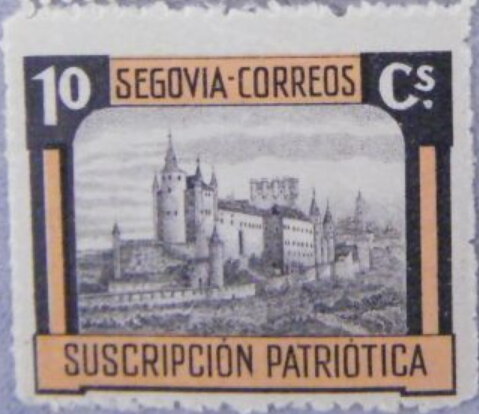 10 SEGOVIA-CORREOS Cs.
SUSCRIPCIÓN PATRIÓTICA